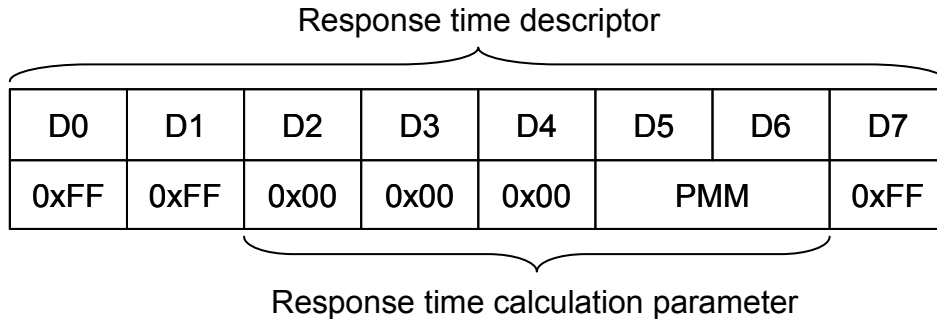 Response time descriptor
D0 D1 D2 D3 D4 D5 D6 D7
0xFF 0xFF 0x00 0x00 0x00 PMM 0xFF
Response time calculation parameter